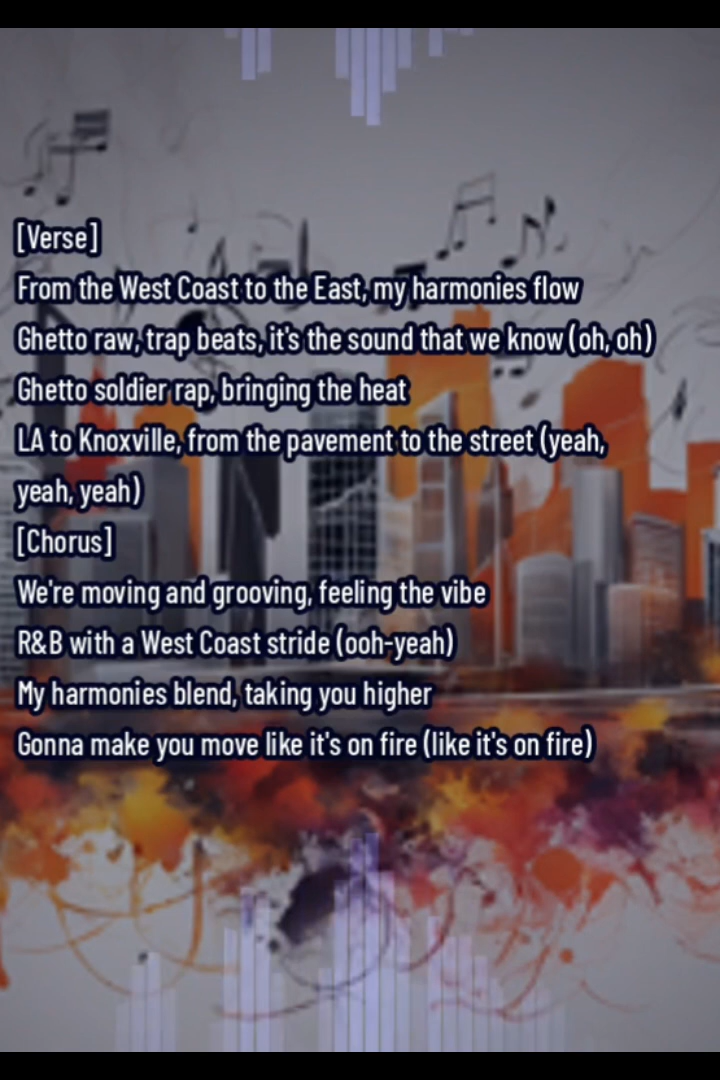 [Verse]
From the West Coast to the East, my harmonies flow
Ghetto raw, trap beats, it's the sound that we know (oh, oh)
Ghetto soldier rap, bringing the heat
LA to Knoxville, from the pavement to the street (yeah,
yeah, yeah)
[Chorus]
We're moving and grooving, feeling the vibe
R&B with a West Coast stride (ooh-yeah)
My harmonies blend, taking you higher
Gonna make you move like it's on fire (like it's on fire)